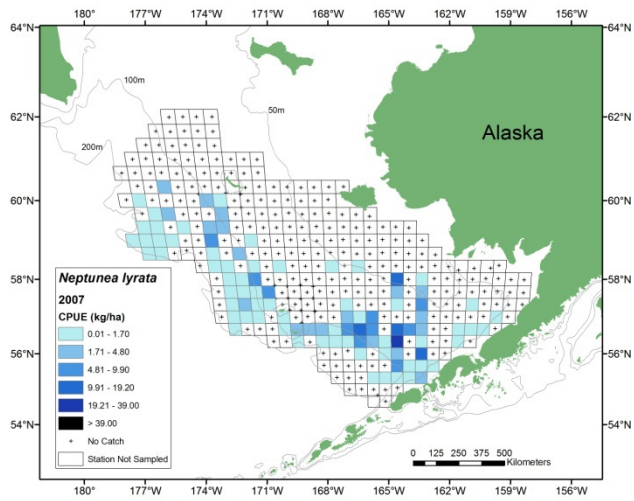 180° 177°W 174°W 171°W 168°W 165°W 162°W 159°W 156°W
64°N 64°N
100m
50m
62°N 62°N
Alaska
200m
60°N 60°N
58°N 58°N
Neptunea lyrata
2007
CPUE (kg/ha)
0.01 - 1.70
1.71 - 4.80
4.81 - 9.90
9.91 - 19.20
19.21 - 39.00
> 39.00
No Catch
Station Not Sampled
56°N 56°N
54°N 54°N
0 125 250 375 500
Kilometers
180° 177°W 174°W 171°W 168°W 165°W 162°W 159°W 156°W